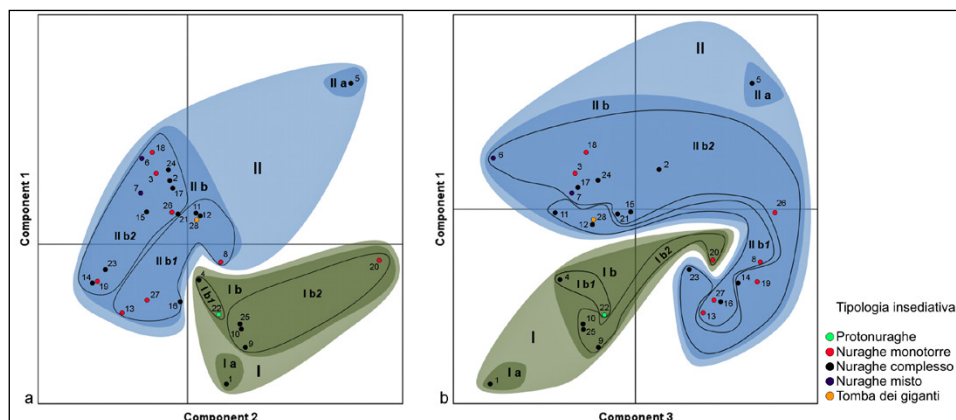 II
II a
5
18
6
24
3
2
7
17
II b
15
26
21
11
12
28
II b2
II b1
8
23
14
19
27
13
16
4
I b
20
I b1
I b2
22
25
10
9
I a
1
I
a
Component 1
Component 2
II
5
II a
II b
II b2
6
18
3
2
17
24
7
11
28
12
21
15
26
II b1
8
I b2
20
23
14
19
27
16
13
I b
4
I b1
22
10
25
9
I
I a
1
b
Component 1
Component 3
Tipologia insediativa
Protonuraghe
Nuraghe monotorre
Nuraghe complesso
Nuraghe misto
Tomba dei giganti